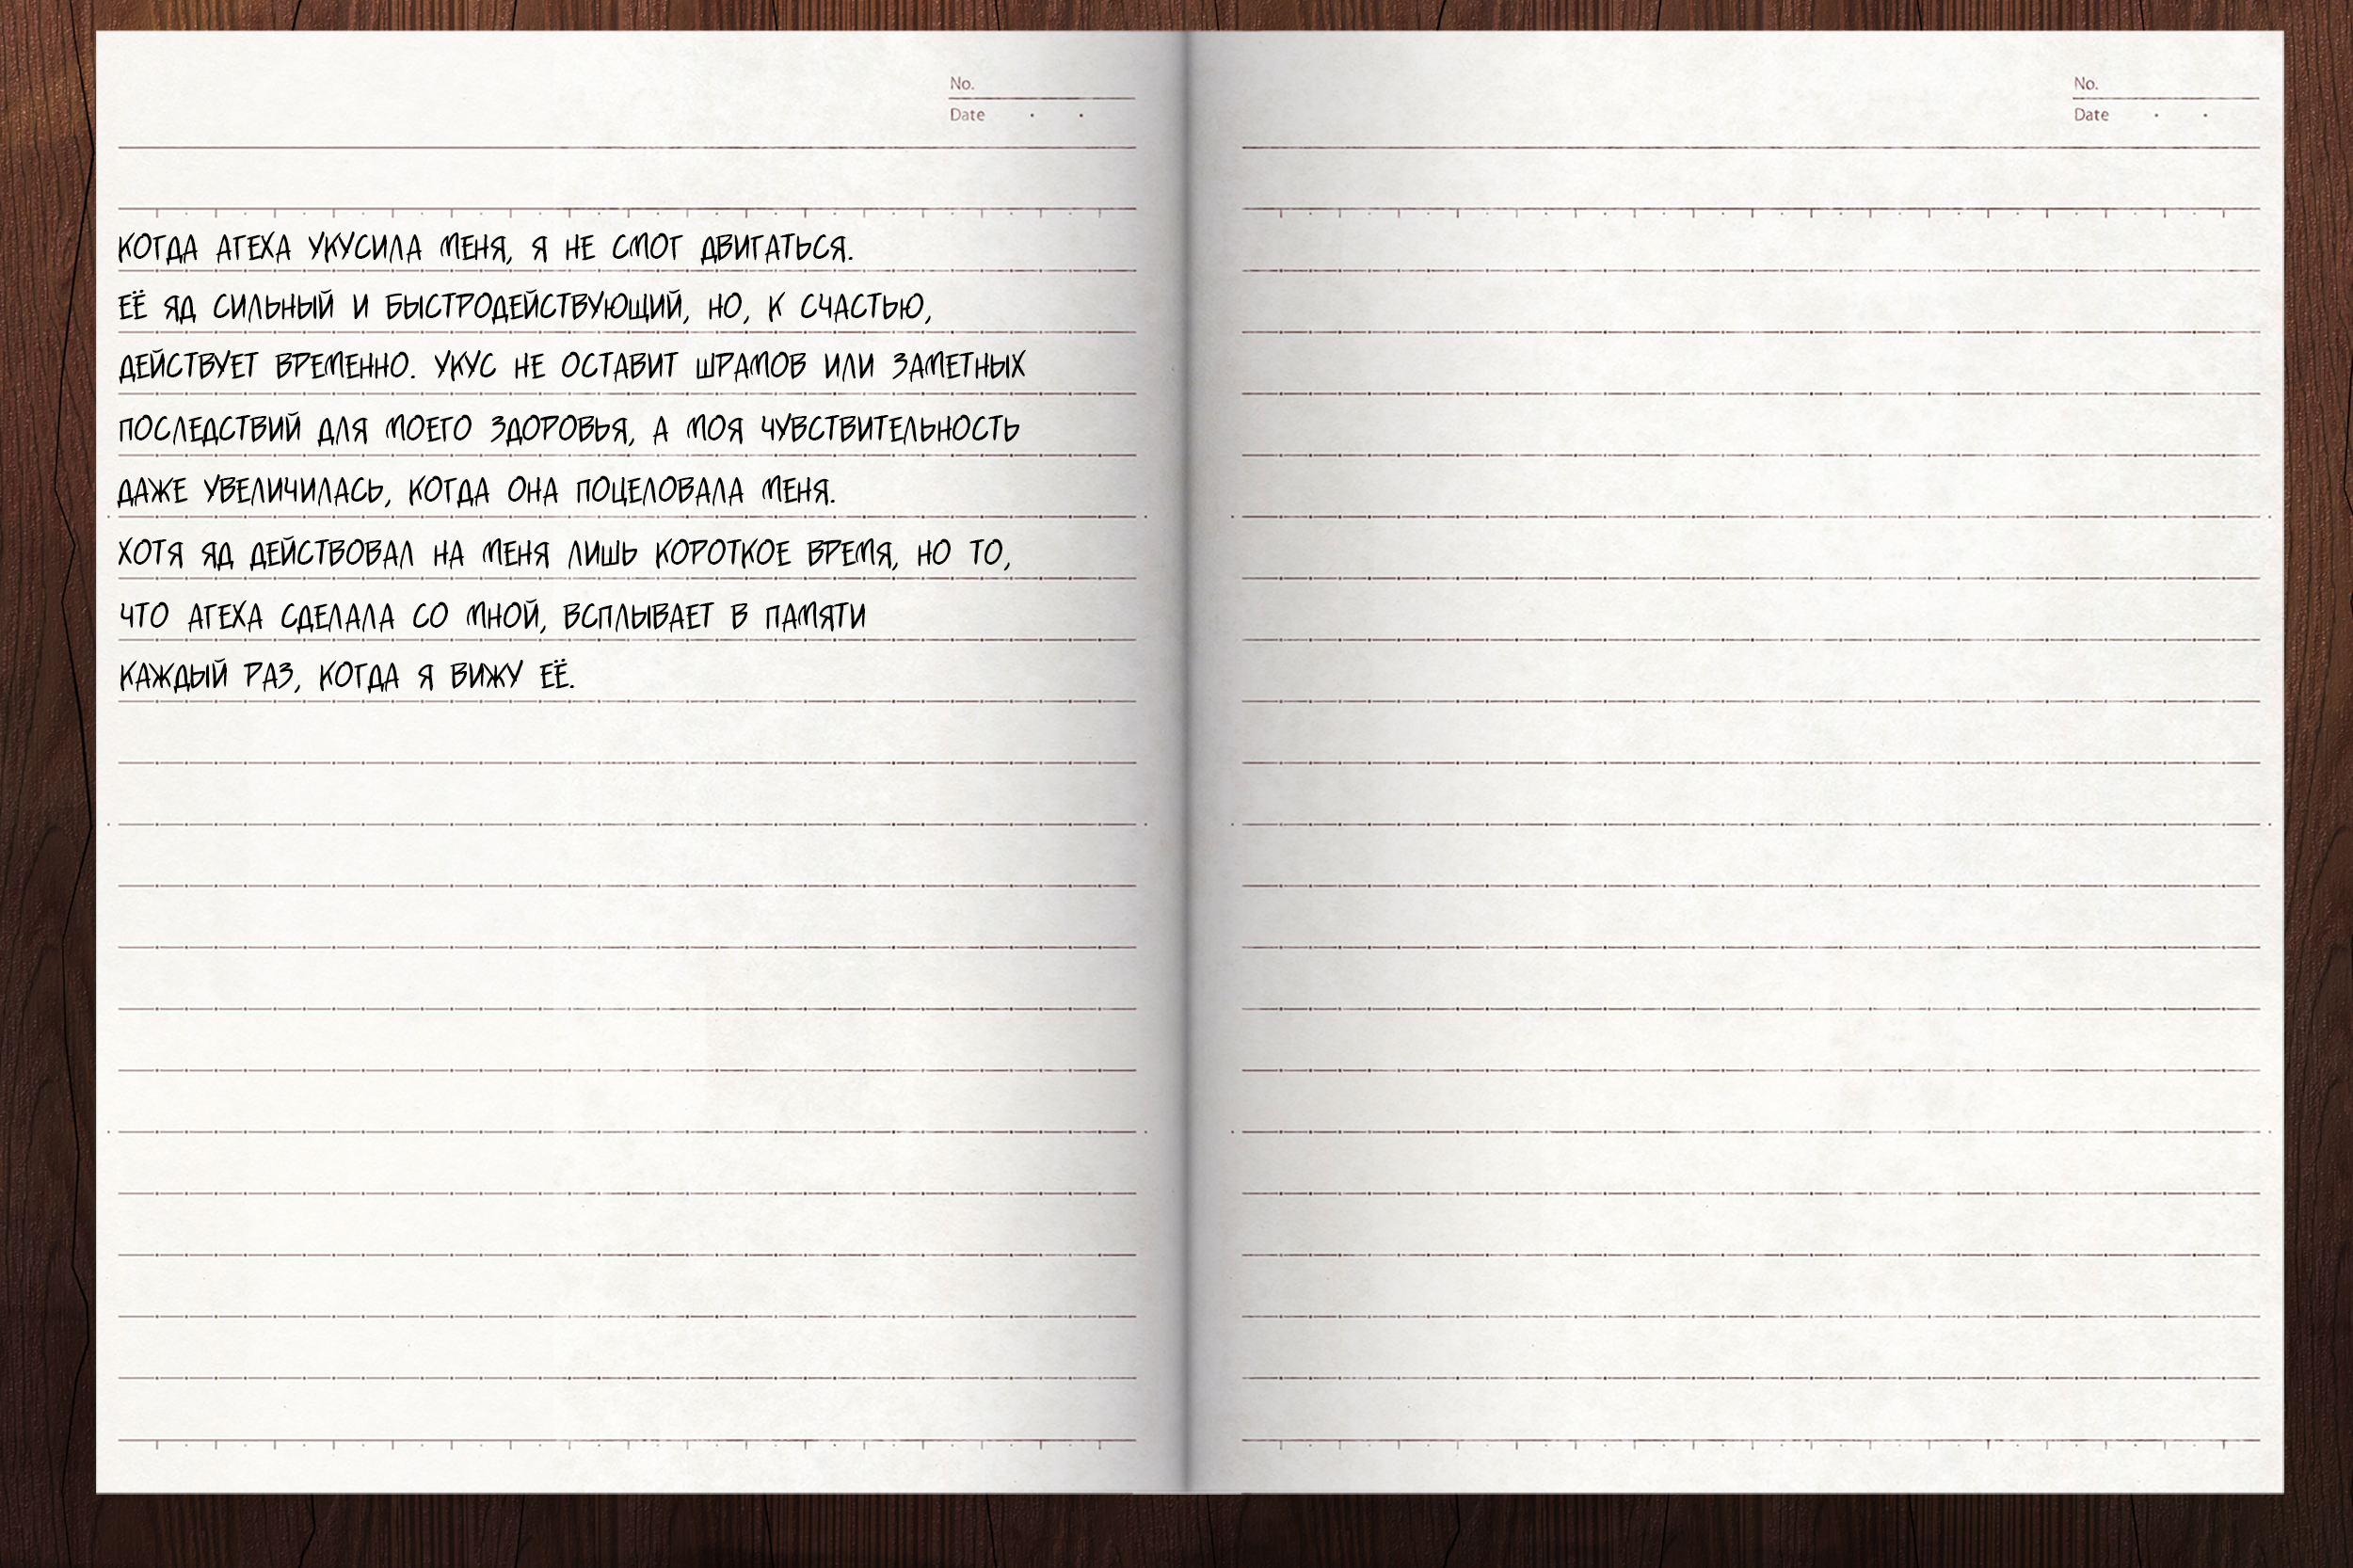 No.
Date . .
КОГДА АГЕХА УКУСИЛА МЕНЯ, Я НЕ СМОГ ДВИГАТЬСЯ.
ЕЁ ЯД СИЛЬНЫЙ И БЫСТРОДЕЙСТВУЮЩИЙ, НО, К СЧАСТЬЮ,
ДЕЙСТВУЕТ ВРЕМЕННО. УКУС НЕ ОСТАВИТ ШРАМОВ ИЛИ ЗАМЕТНЫХ
ПОСЛЕДСТВИЙ ДЛЯ МОЕГО ЗДОРОВЬЯ, А МОЯ ЧУВСТВИТЕЛЬНОСТЬ
ДАЖЕ УВЕЛИЧИЛАСЬ, КОГДА ОНА ПОЦЕЛОВАЛА МЕНЯ.
ХОТЯ ЯД ДЕЙСТВОВАЛ НА МЕНЯ ЛИШЬ КОРОТКОЕ ВРЕМЯ, НО ТО,
ЧТО АГЕХА СДЕЛАЛА СО МНОЙ, ВСПЛЫВАЕТ В ПАМЯТИ
КАЖДЫЙ РАЗ, КОГДА Я ВИЖУ ЕЁ.
No.
Date . .